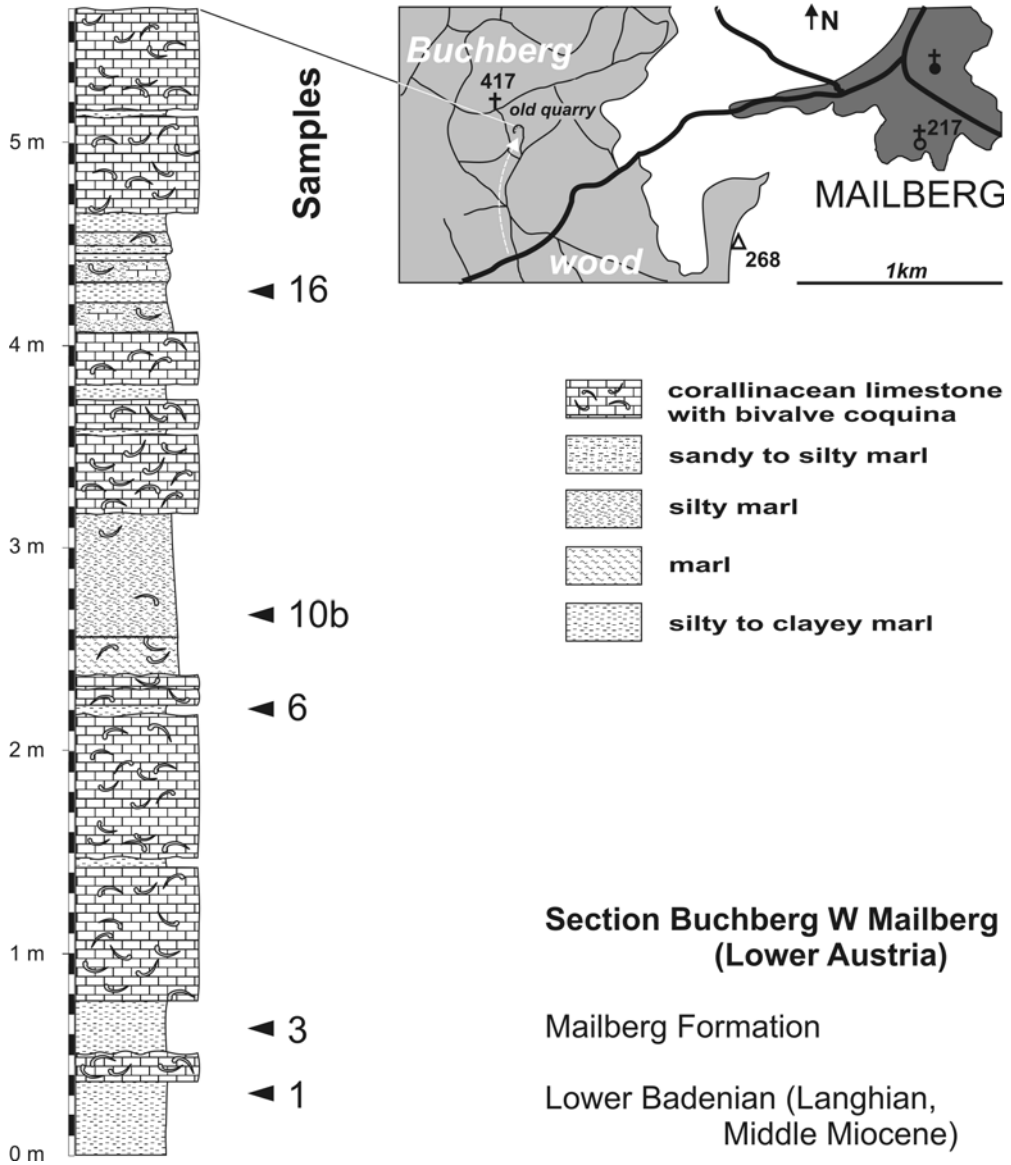 5 m
4 m
3 m
2 m
1 m
0 m
Samples
16
10b
6
3
1
Buchberg
417
old quarry
N
217
MAILBERG
wood
268
1km
corallinacean limestone
with bivalve coquina
sandy to silty marl
silty marl
marl
silty to clayey marl
Section Buchberg W Mailberg
(Lower Austria)
Mailberg Formation
Lower Badenian (Langhian,
Middle Miocene)